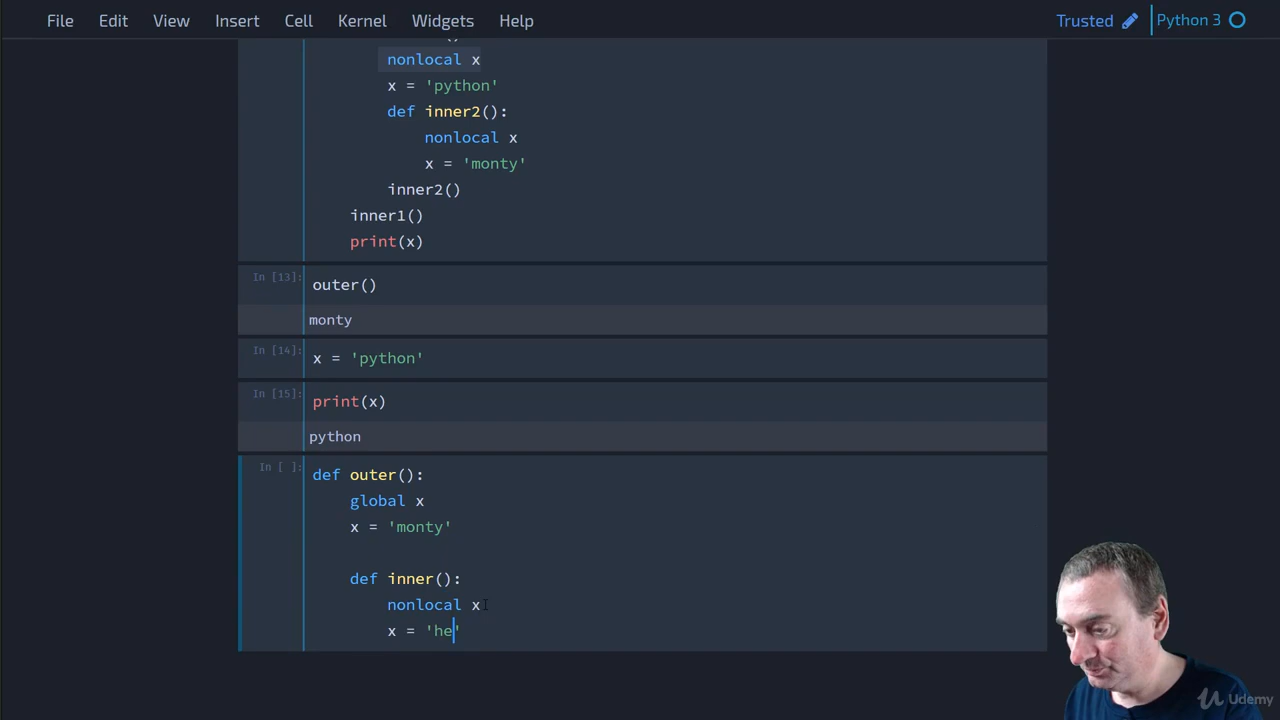 File Edit View Insert Cell Kernel Widgets Help Trusted Python 3
nonlocal x
x = 'python'
def inner2():
nonlocal x
x = 'monty'
inner2()
inner1()
print(x)
In [13]: outer()
monty
In [14]: x = 'python'
In [15]: print(x)
python
In [ ]: def outer():
global x
x = 'monty'
def inner():
nonlocal x
x = 'he'
Udemy